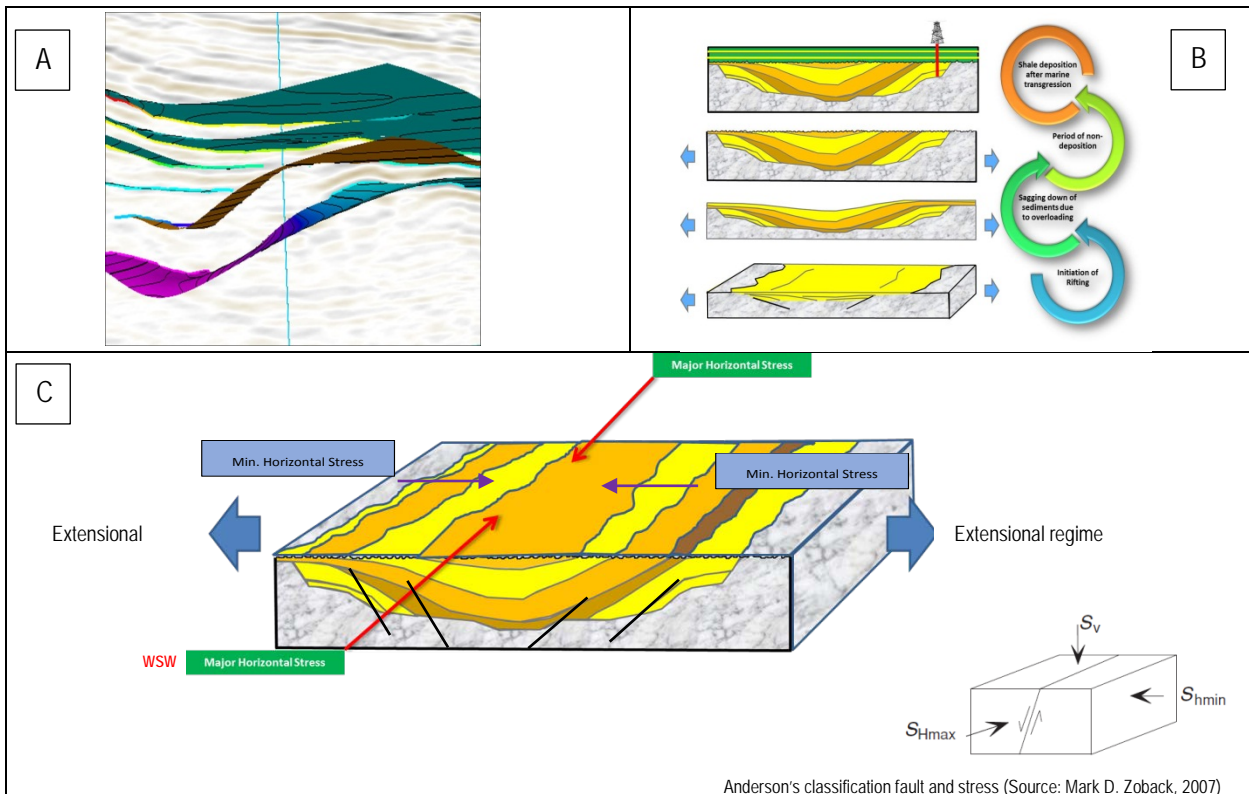 A
B
Shale deposition
after marine
transgression
Period of non-
deposition
Sagging down of
sediments due
to overloading
Initiation of
Rifting
C
Major Horizontal Stress
Min. Horizontal Stress
Min. Horizontal Stress
Extensional
Extensional regime
WSW
Major Horizontal Stress
Sv
Shmin
SHmax
Anderson's classification fault and stress (Source: Mark D. Zoback, 2007)